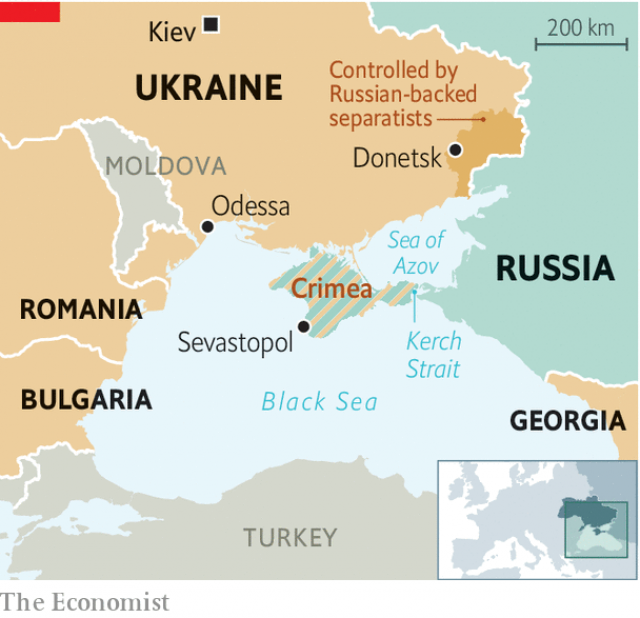 Kiev
200 km
UKRAINE
Controlled by
Russian-backed
separatists
MOLDOVA
Donetsk
Odessa
Sea of
Azov
RUSSIA
Crimea
ROMANIA
Sevastopol
Kerch
Strait
BULGARIA
Black Sea
GEORGIA
TURKEY
The Economist